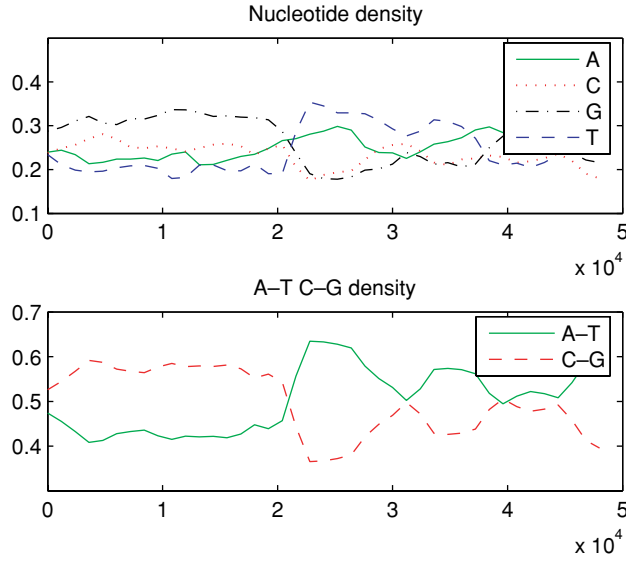 Nucleotide density
0.4
0.3
0.2
0.1
A
C
G
T
0 1 2 3 4 5
x 10^4
A–T C–G density
0.7
0.6
0.5
0.4
A–T
C–G
0 1 2 3 4 5
x 10^4